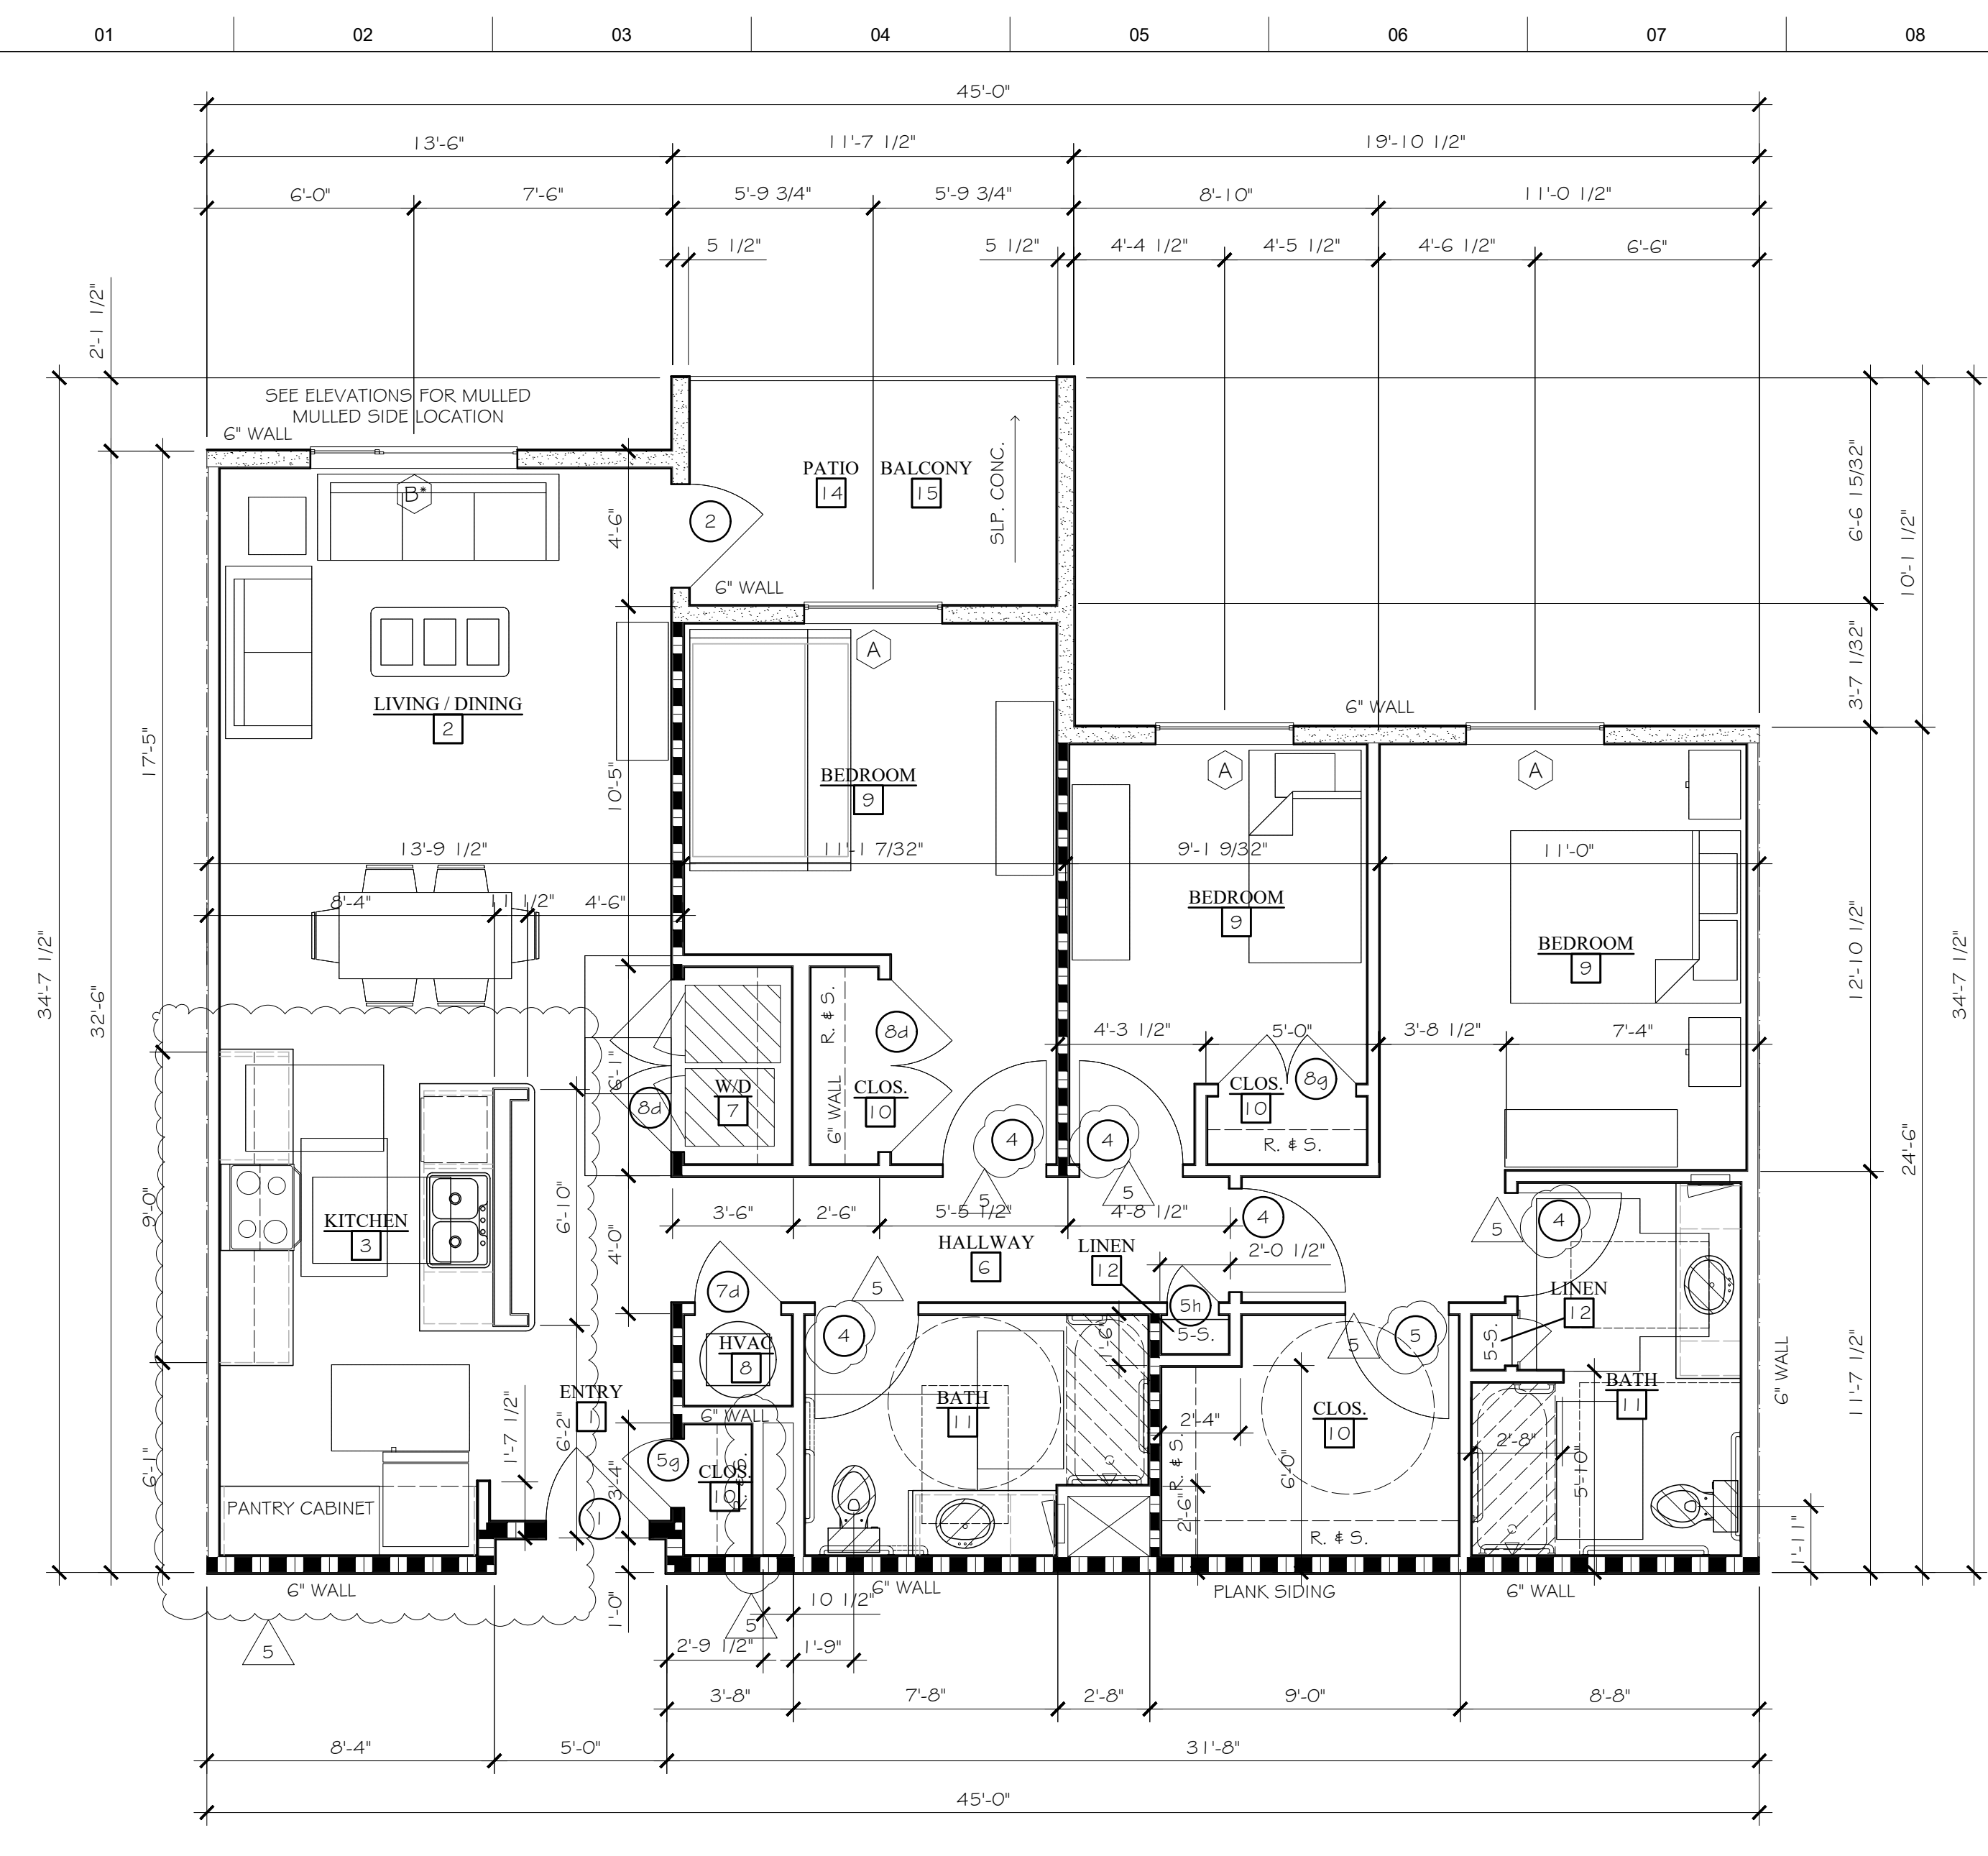 01 02 03 04 05 06 07 08
45'-0"
13'-6" 11'-7 1/2" 19'-10 1/2"
6'-0" 7'-6" 5'-9 3/4" 5'-9 3/4" 8'-10" 11'-0 1/2"
5 1/2" 5 1/2" 4'-4 1/2" 4'-5 1/2" 4'-6 1/2" 6'-6"
2'-1 1/2"
SEE ELEVATIONS FOR MULLED
MULLED SIDE LOCATION
6" WALL
B*
PATIO BALCONY
14 15
SLP. CONC.
2
4'-6"
6" WALL
6'-6 15/32"
10'-1 1/2"
3'-7 1/32"
A
LIVING / DINING
2
6" WALL
17'-5"
10'-5"
BEDROOM
9
A A
13'-9 1/2" 11'-1 7/32" 9'-1 9/32" 11'-0"
8'-4" 11 1/2" 4'-6"
BEDROOM
9
BEDROOM
9
34'-7 1/2"
32'-6"
12'-10 1/2"
34'-7 1/2"
R. & S.
8d
4'-3 1/2" 5'-0" 3'-8 1/2" 7'-4"
6'-1"
W/D
7
8d
6" WALL
CLOS.
10
CLOS.
10
8g
R. & S.
4 4
24'-6"
9'-0"
KITCHEN
3
6'-10"
4'-0"
5 5
3'-6" 2'-6" 5'-5 1/2" 4'-8 1/2"
4 5 4
HALLWAY
6
LINEN
12
2'-0 1/2"
7d
5
5h
LINEN
12
HVAC
8
4
1'-6"
5-S.
5
5
5-S.
6" WALL
11'-7 1/2"
ENTRY
1
6" WALL
BATH
11
CLOS.
10
BATH
11
6'-1"
1'-7 1/2"
6'-2"
3'-4"
5g
CLOS.
10
R. & S.
2'-4"
R. & S.
2'-6"
6'-0"
2'-8"
5'-10"
PANTRY CABINET
1
R. & S.
1'-11"
6" WALL
1'-0"
6" WALL
PLANK SIDING
6" WALL
5
5
10 1/2"
2'-9 1/2" 1'-9"
3'-8" 7'-8" 2'-8" 9'-0" 8'-8"
8'-4" 5'-0" 31'-8"
45'-0"